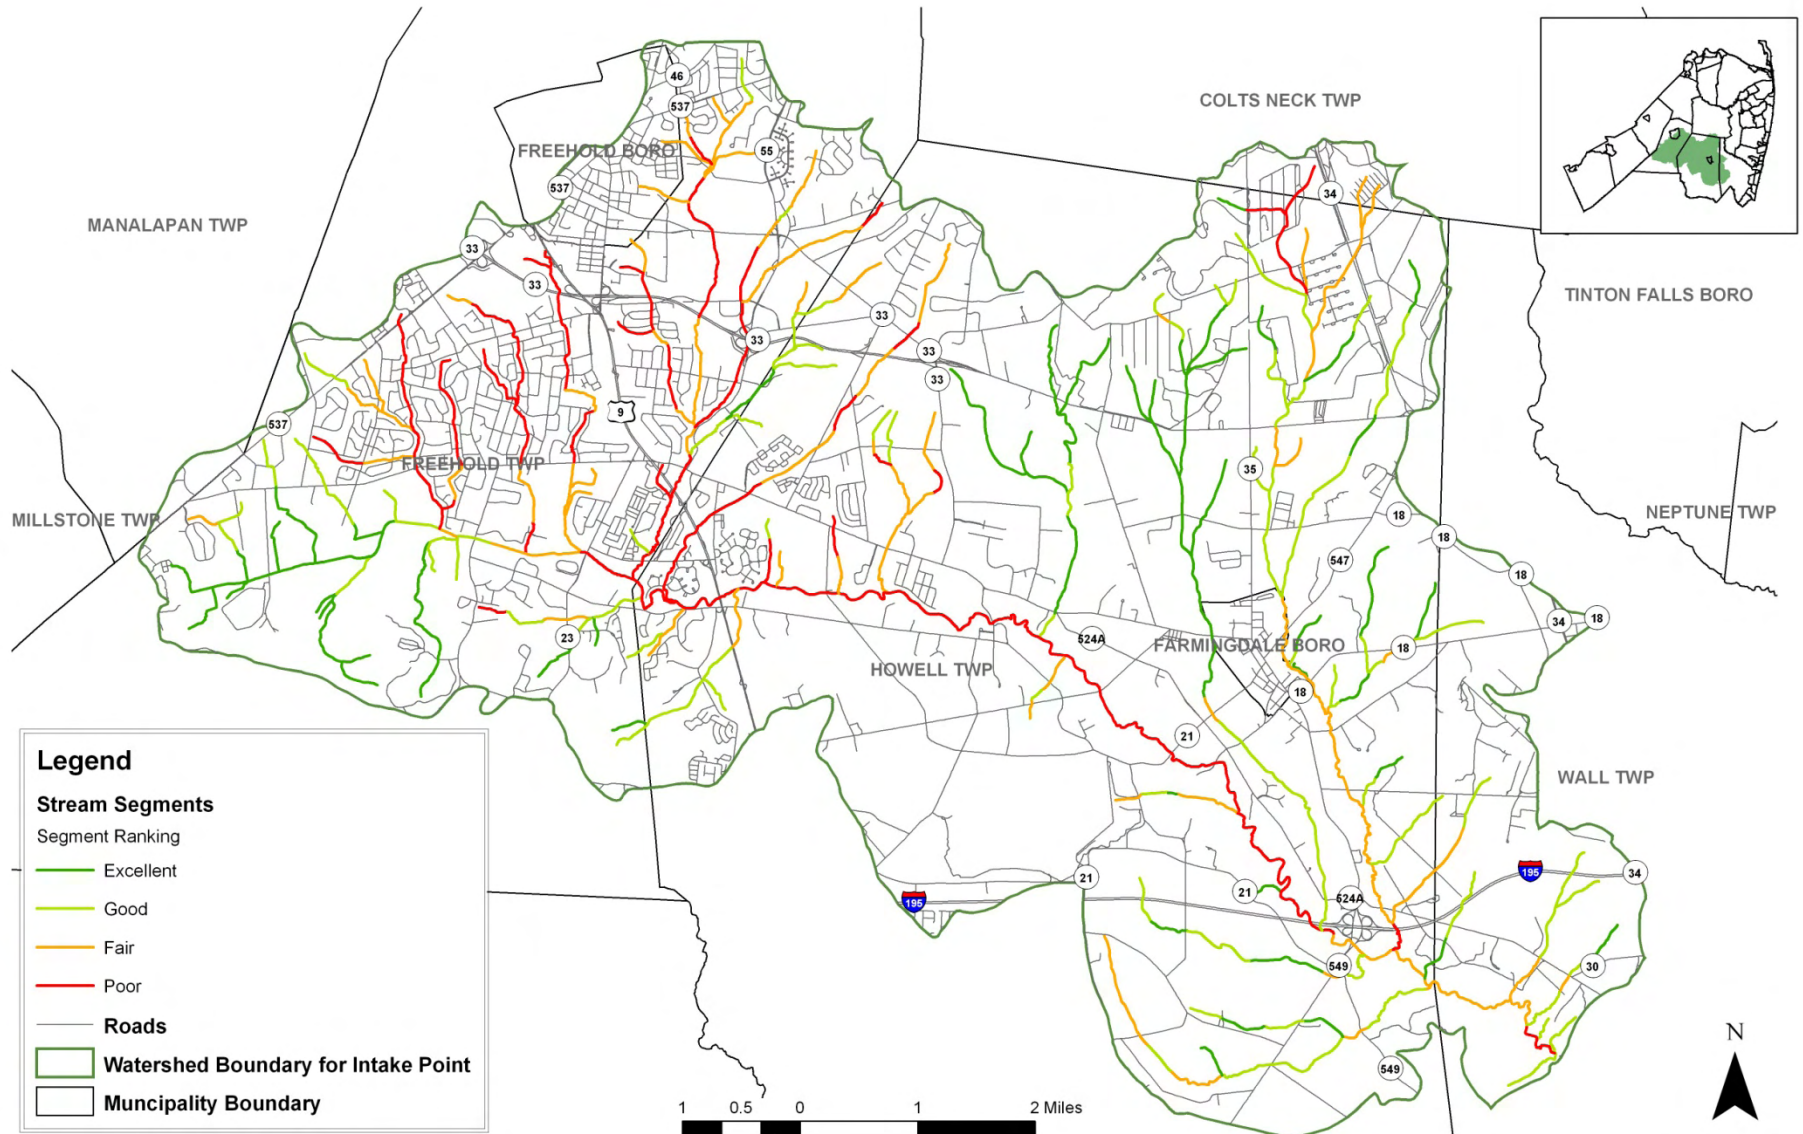 COLTS NECK TWP
46
537
FREEHOLD BORO
55
537
34
MANALAPAN TWP
33
33
TINTON FALLS BORO
33
33
33
33
9
537
FREEHOLD TWP
35
MILLSTONE TWP
18
NEPTUNE TWP
18
547
18
34
18
23
524A
FARMINGDALE BORO
18
HOWELL TWP
18
21
WALL TWP
21
21
195
195
34
524A
549
30
549
Legend
Stream Segments
Segment Ranking
Excellent
Good
Fair
Poor
Roads
Watershed Boundary for Intake Point
Muncipality Boundary
1 0.5 0 1 2 Miles
N